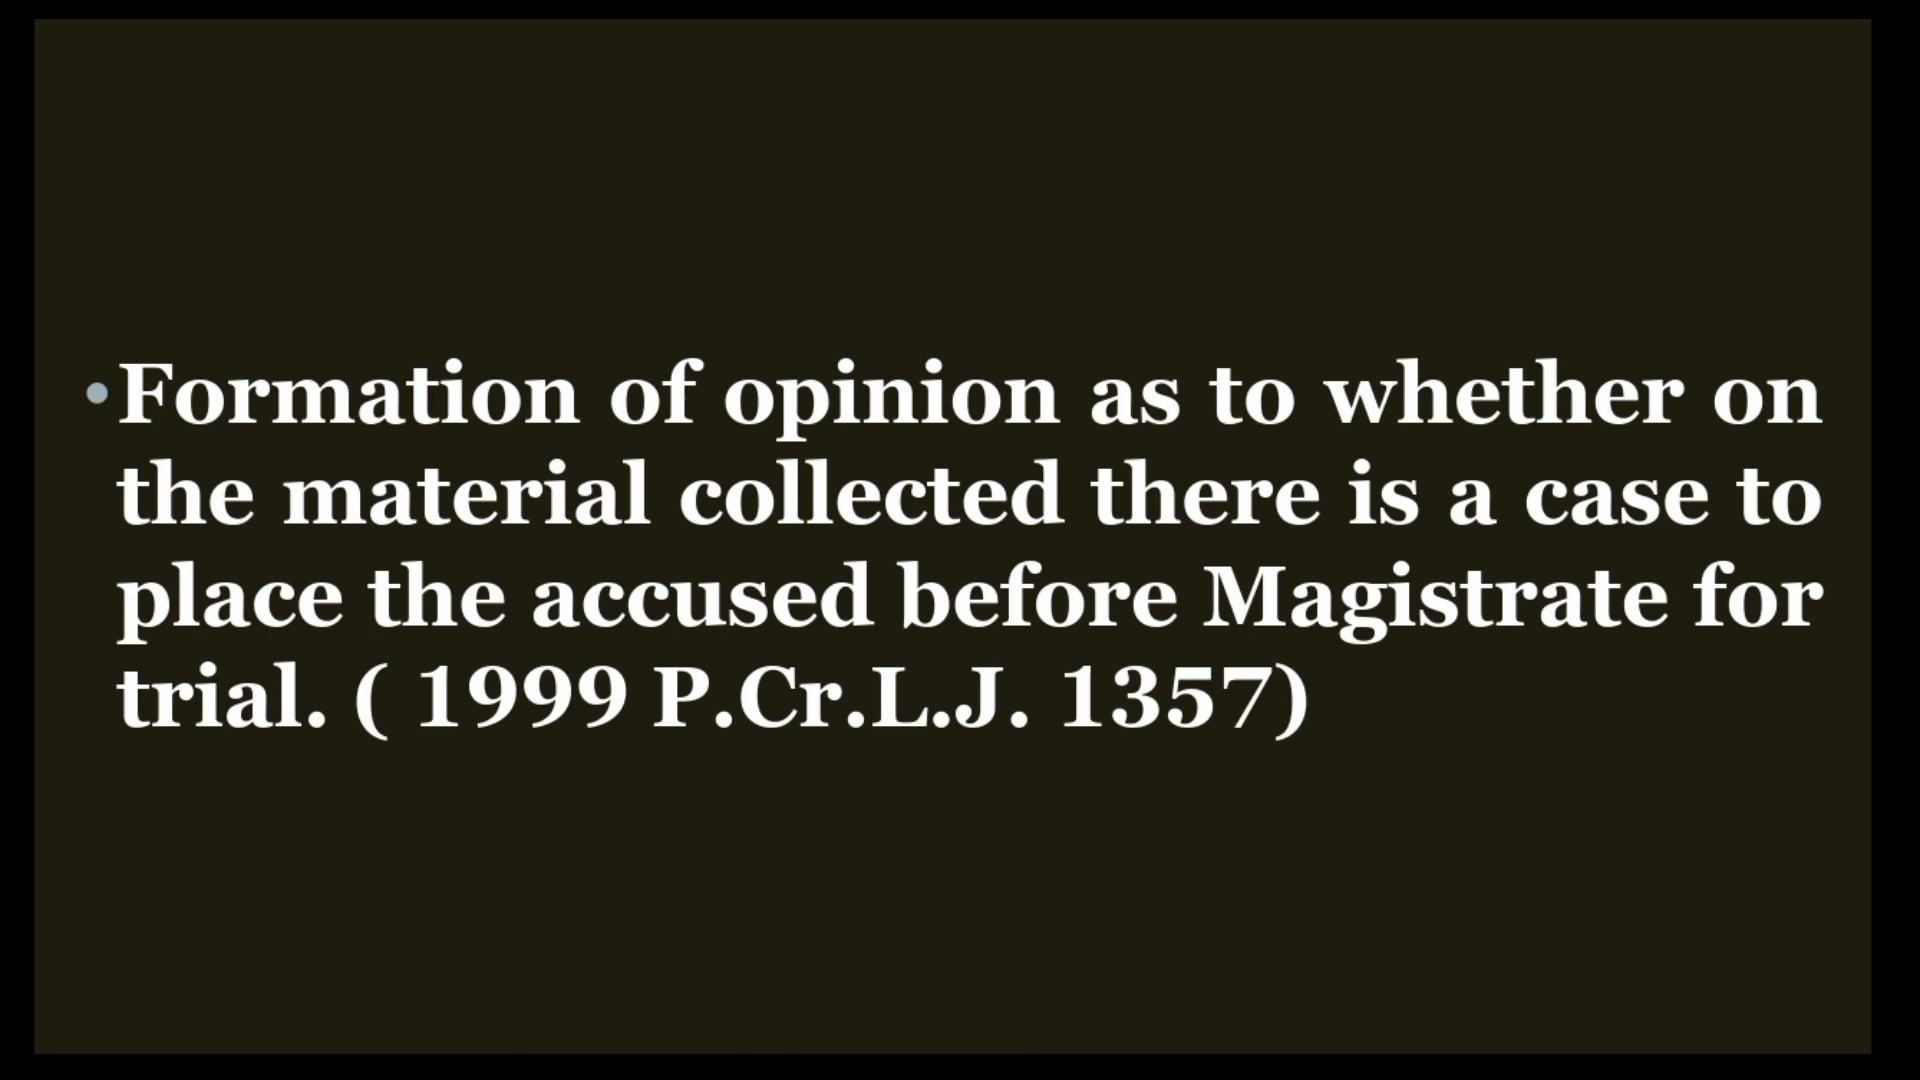 •Formation of opinion as to whether on
the material collected there is a case to
place the accused before Magistrate for
trial. ( 1999 P.Cr.L.J. 1357)